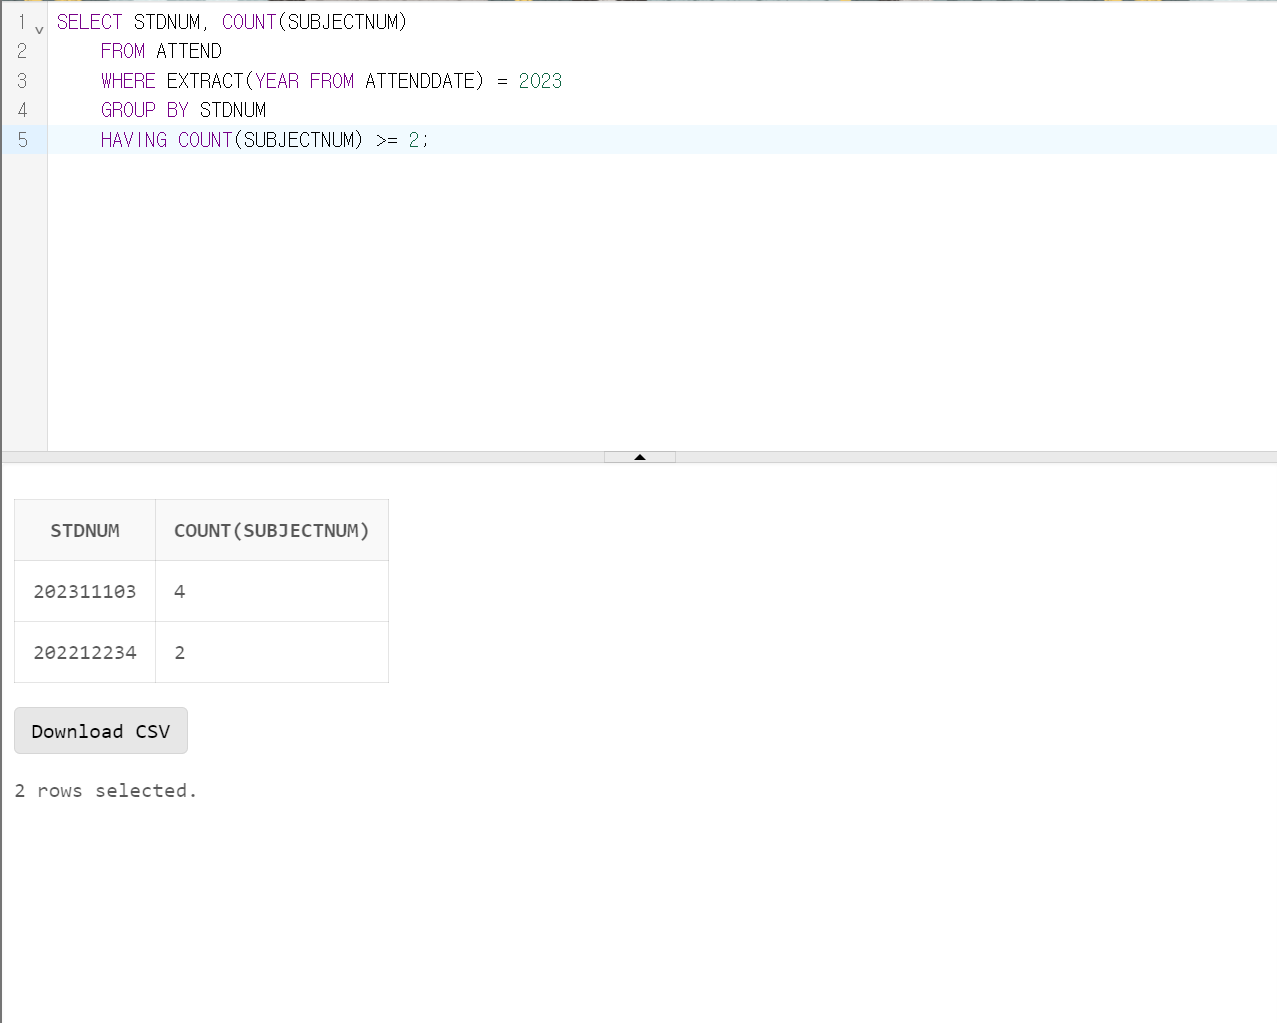 1 SELECT STDNUM, COUNT(SUBJECTNUM)
2 FROM ATTEND
3 WHERE EXTRACT(YEAR FROM ATTENDDATE) = 2023
4 GROUP BY STDNUM
5 HAVING COUNT(SUBJECTNUM) >= 2;
STDNUM COUNT(SUBJECTNUM)
202311103 4
202212234 2
Download CSV
2 rows selected.